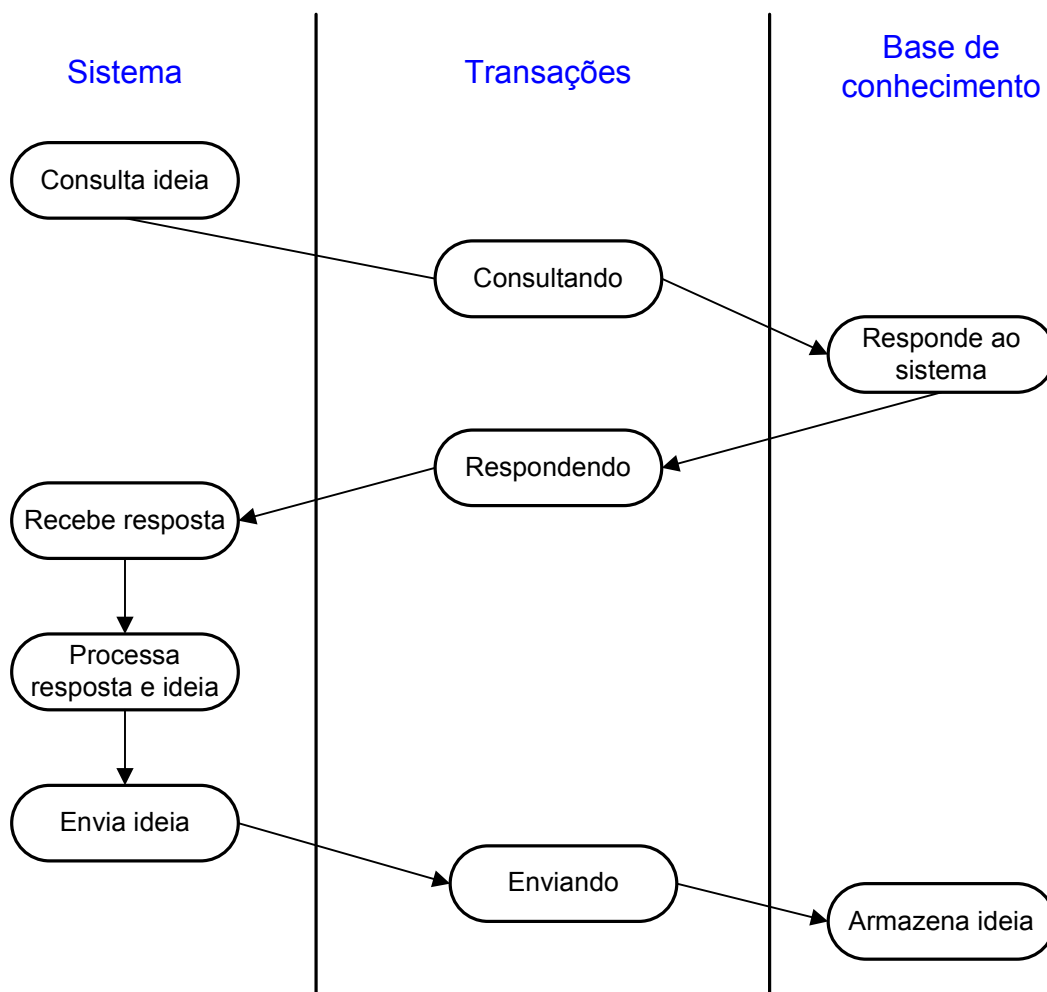 Sistema
Transações
Base de
conhecimento
Consulta ideia
Consultando
Responde ao
sistema
Respondendo
Recebe resposta
Processa
resposta e ideia
Envia ideia
Enviando
Armazena ideia